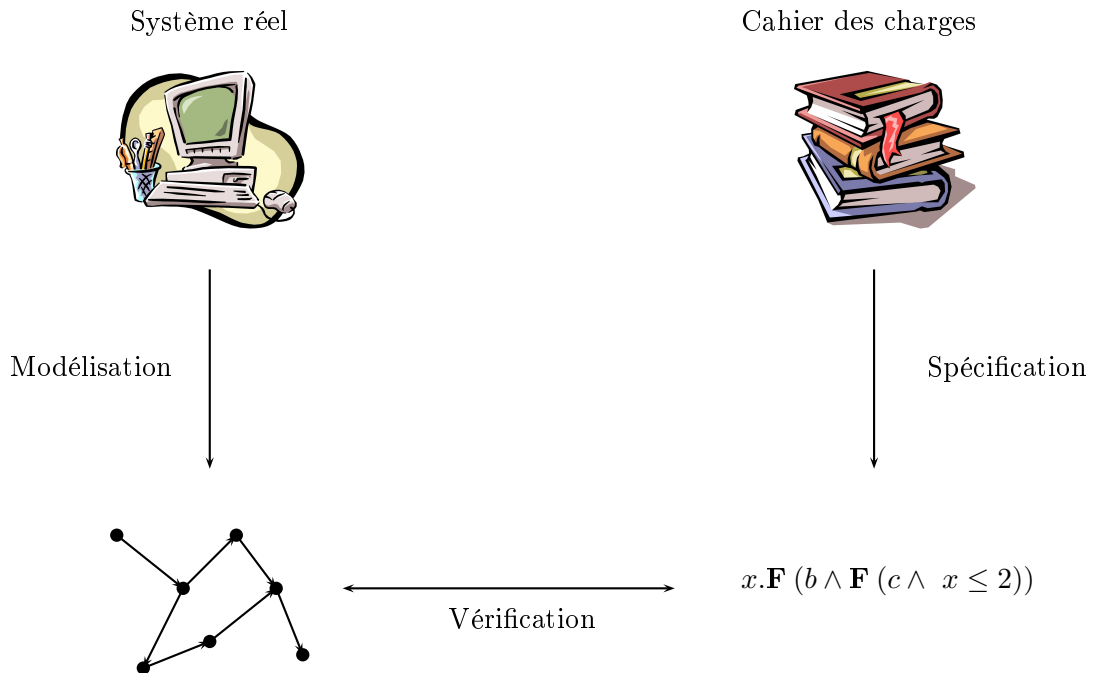 Système réel
Cahier des charges
Modélisation
Spécification
x.F (b ∧ F (c ∧ x ≤ 2))
Vérification